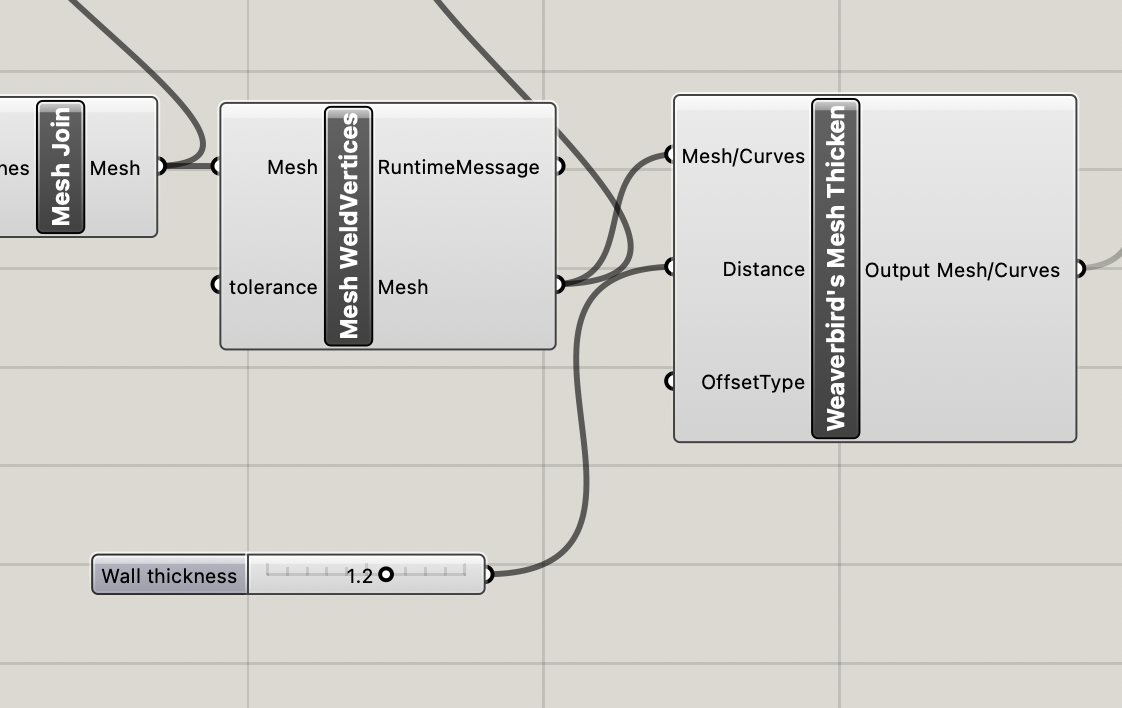 nes
Mesh Join
Mesh
Mesh
tolerance
Mesh WeldVertices
RuntimeMessage
Mesh
Mesh/Curves
Distance
OffsetType
Weaverbird's Mesh Thicken
Output Mesh/Curves
Wall thickness
1.2